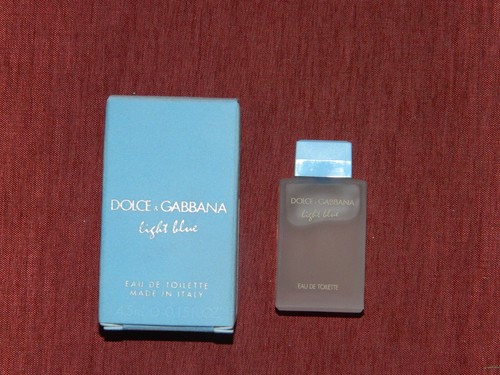 DOLCE & GABBANA
light blue
EAU DE TOILETTE
MADE IN ITALY
DOLCE & GABBANA
light blue
EAU DE TOILETTE